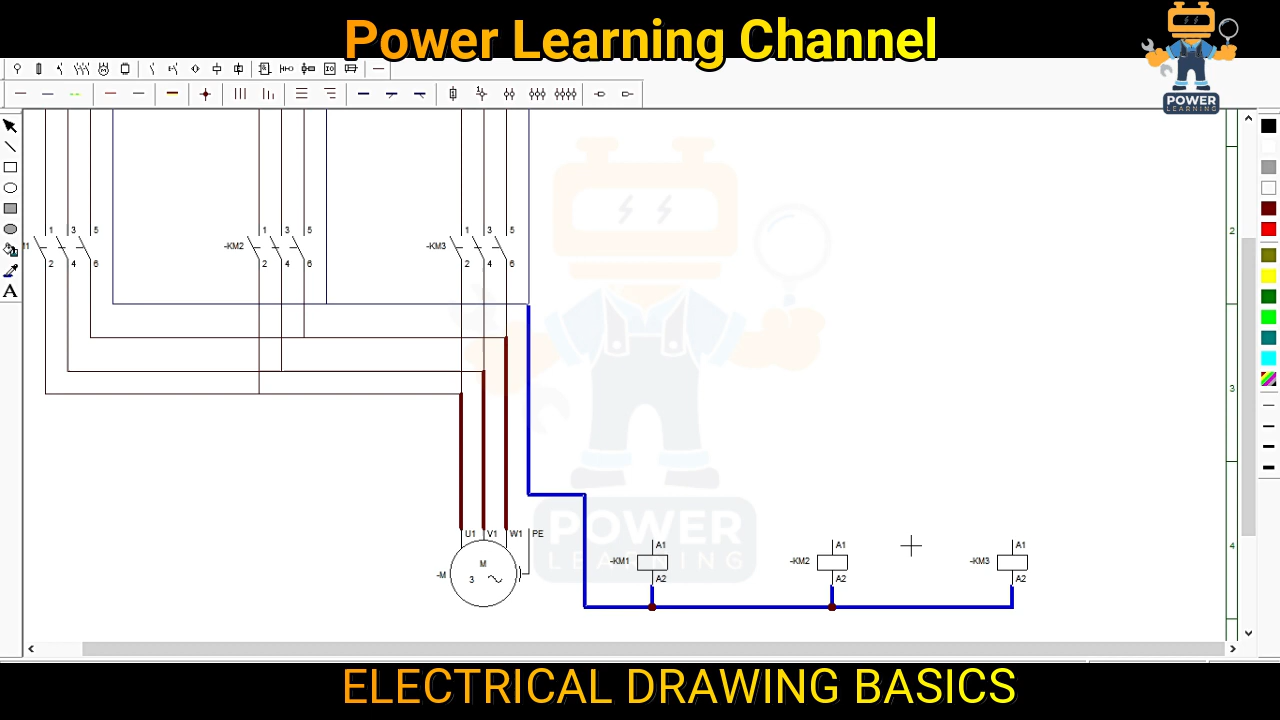 Power Learning Channel
POWER
LEARNING
1 3 5
1 3 5
1 3 5
2
-KM2
-KM3
2 4 6
2 4 6
2 4 6
A
3
POWER
LEARNING
U1 V1 W1 PE
A1 A1 A1
4
-KM1 -KM2 -KM3
M
3
-M
A2 A2 A2
ELECTRICAL DRAWING BASICS